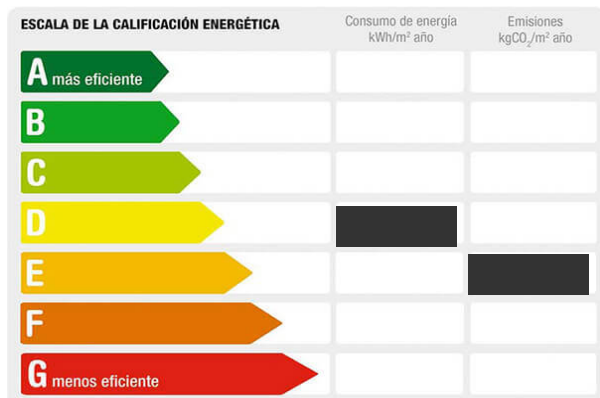 ESCALA DE LA CALIFICACIÓN ENERGÉTICA
Consumo de energía
kWh/m² año
Emisiones
kgCO₂/m² año
A más eficiente
B
C
D
E
F
G menos eficiente